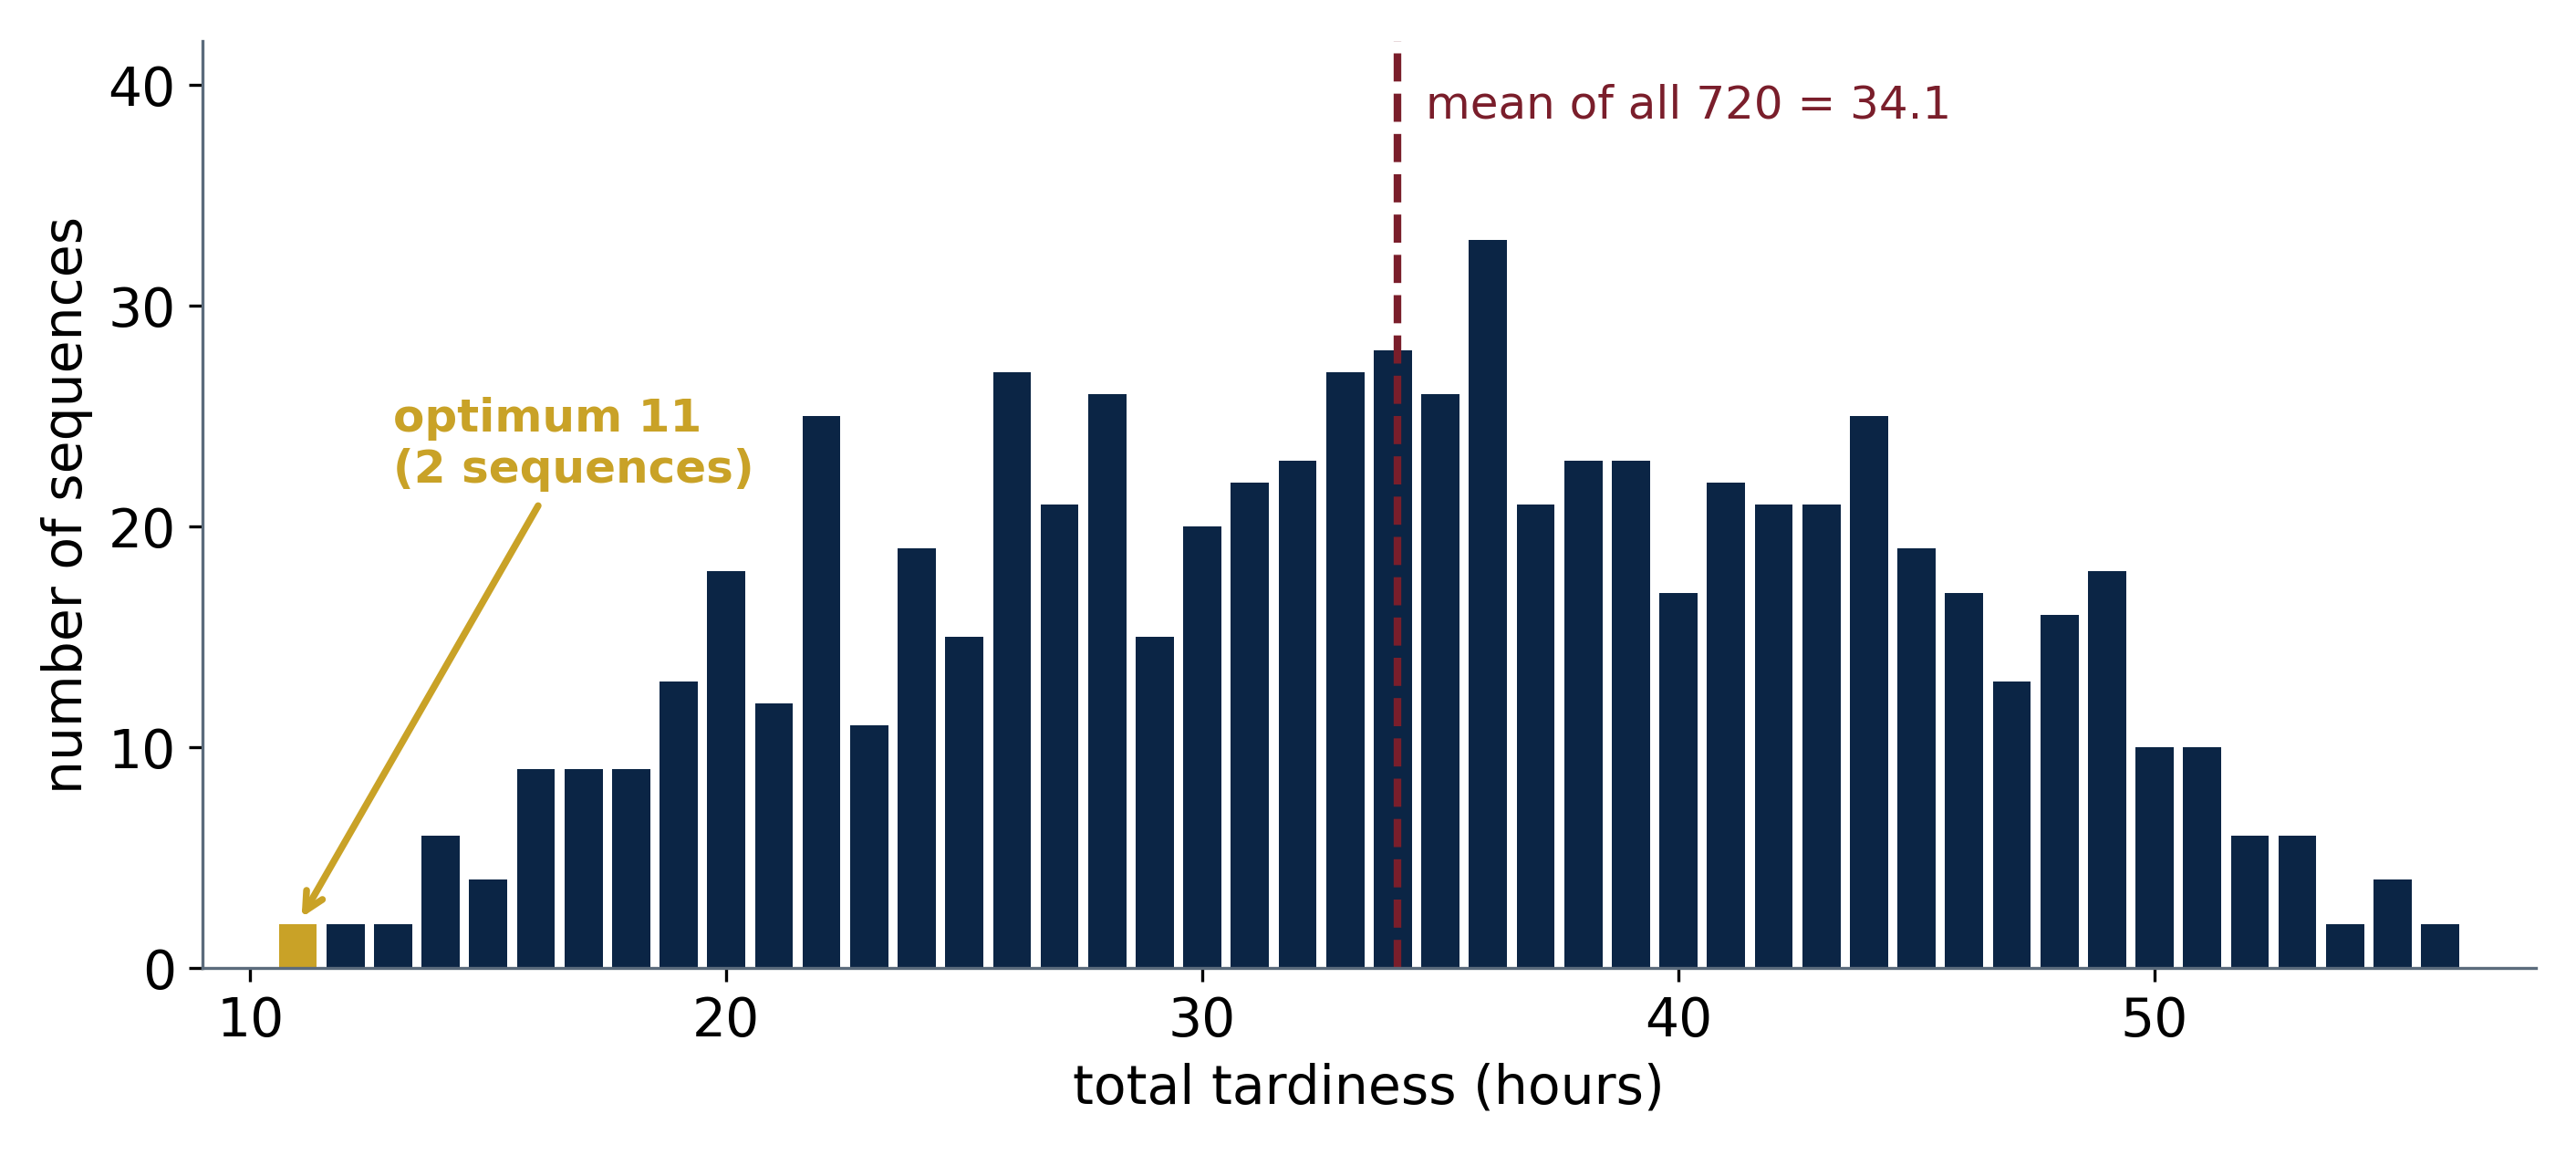 40
30
20
10
0
number of sequences
mean of all 720 = 34.1
optimum 11
(2 sequences)
10 20 30 40 50
total tardiness (hours)